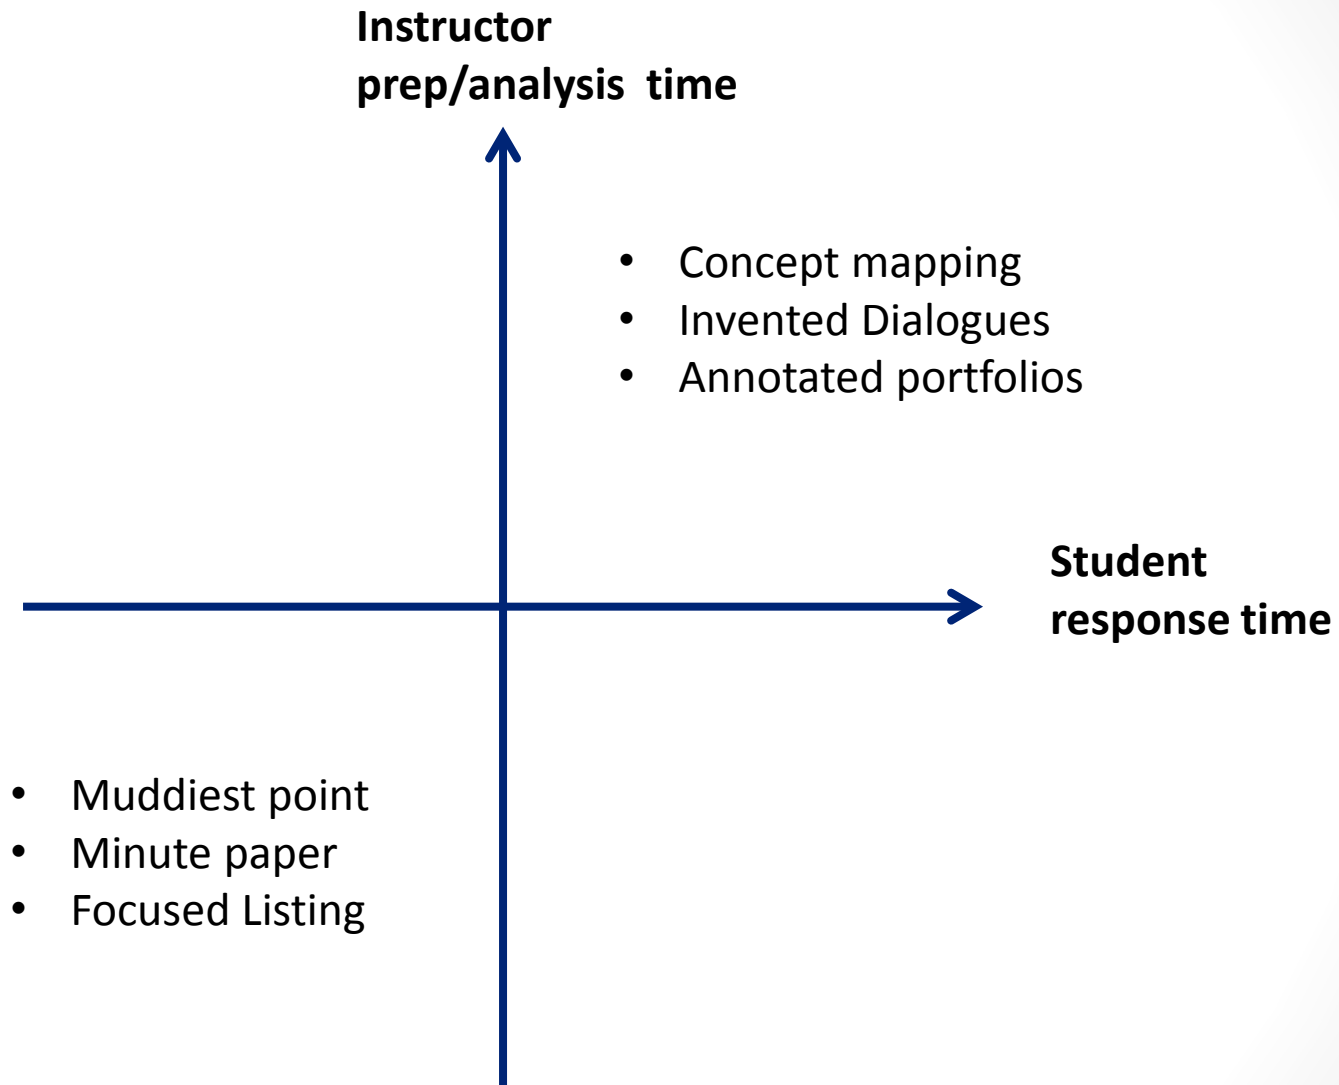 Instructor
prep/analysis time
• Concept mapping
• Invented Dialogues
• Annotated portfolios
Student
response time
• Muddiest point
• Minute paper
• Focused Listing